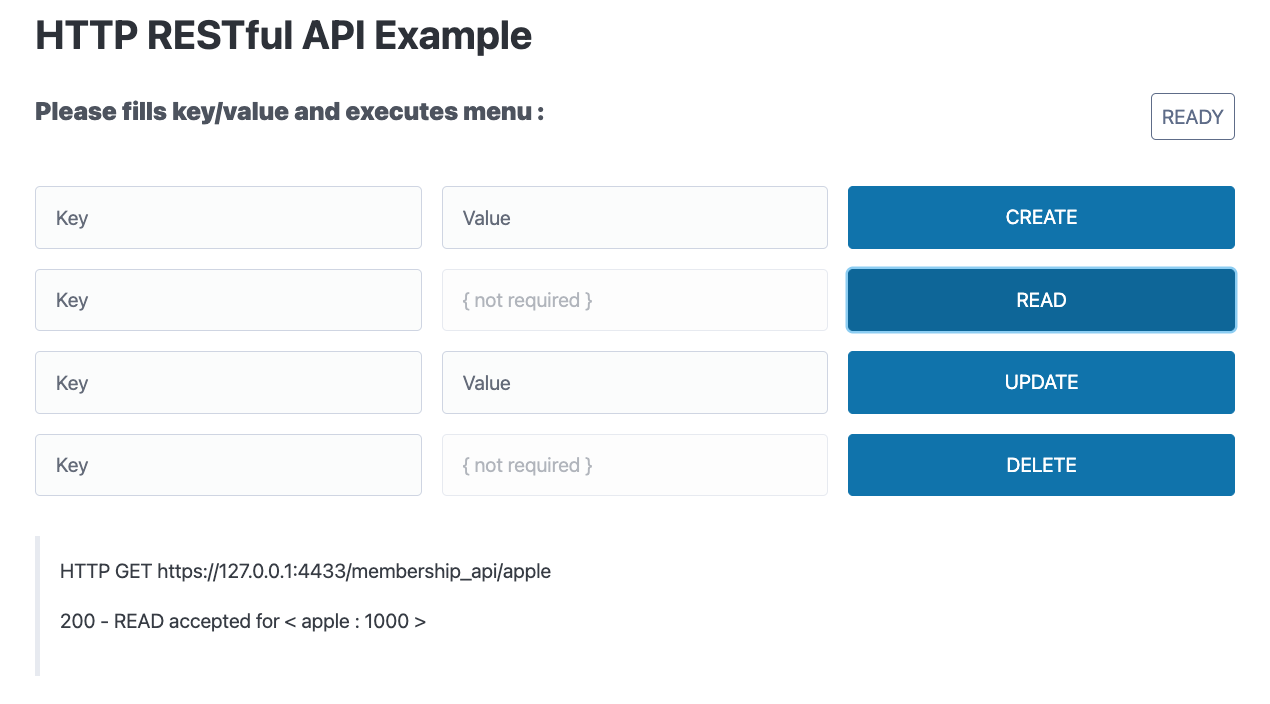 HTTP RESTful API Example
Please fills key/value and executes menu :
READY
Key
Value
CREATE
Key
{ not required }
READ
Key
Value
UPDATE
Key
{ not required }
DELETE
HTTP GET https://127.0.0.1:4433/membership_api/apple
200 - READ accepted for < apple : 1000 >